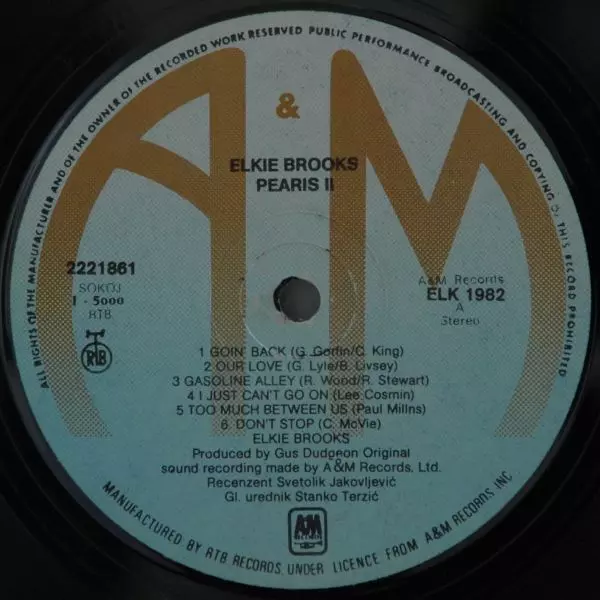 ALL RIGHTS OF THE MANUFACTURER AND OF THE OWNER OF THE RECORDED WORK RESERVED PUBLIC PERFORMANCE BROADCASTING AND COPYING OF THIS RECORD PROHIBITED
A & M
ELKIE BROOKS
PEARIS II
2221861
SOKOJ
1 - 5000
RTB
RTB
A&M Records
ELK 1982
A
Stereo
1 GOIN' BACK (G. Gorfin/C. King)
2 OUR LOVE (G. Lyle/B. Livsey)
3 GASOLINE ALLEY (R. Wood/R. Stewart)
4 I JUST CAN'T GO ON (Lee Cosmin)
5 TOO MUCH BETWEEN US (Paul Millns)
6. DON'T STOP (C. McVie)
ELKIE BROOKS
Produced by Gus Dudgeon Original
sound recording made by A&M Records, Ltd.
Recenzent Svetolik Jakovljević
Gl. urednik Stanko Terzić
A&M
RECORDS
MANUFACTURED BY RTB RECORDS UNDER LICENCE FROM A&M RECORDS INC